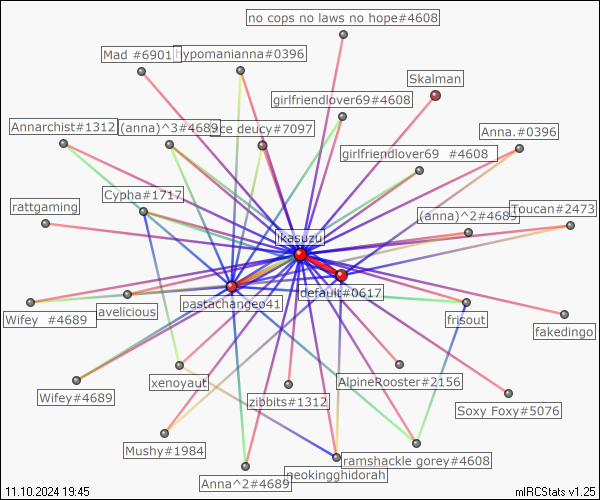 no cops no laws no hope#4608
Mad #6901
hypomanianna#0396
Skalman
girlfriendlover69#4608
Annarchist#1312
(anna)^3#4689
ce deucy#7097
Anna.#0396
girlfriendlover69 #4608
Cypha#1717
rattgaming
(anna)^2#4689
Toucan#2473
ikasuzu
default#0617
pastachangeo41
avelicious
Wifey #4689
frisout
fakedingo
xenoyaut
AlpineRooster#2156
Wifey#4689
zibbits#1312
Soxy Foxy#5076
Mushy#1984
ramshackle gorey#4608
neokingghidorah
Anna^2#4689
11.10.2024 19:45
mIRCStats v1.25